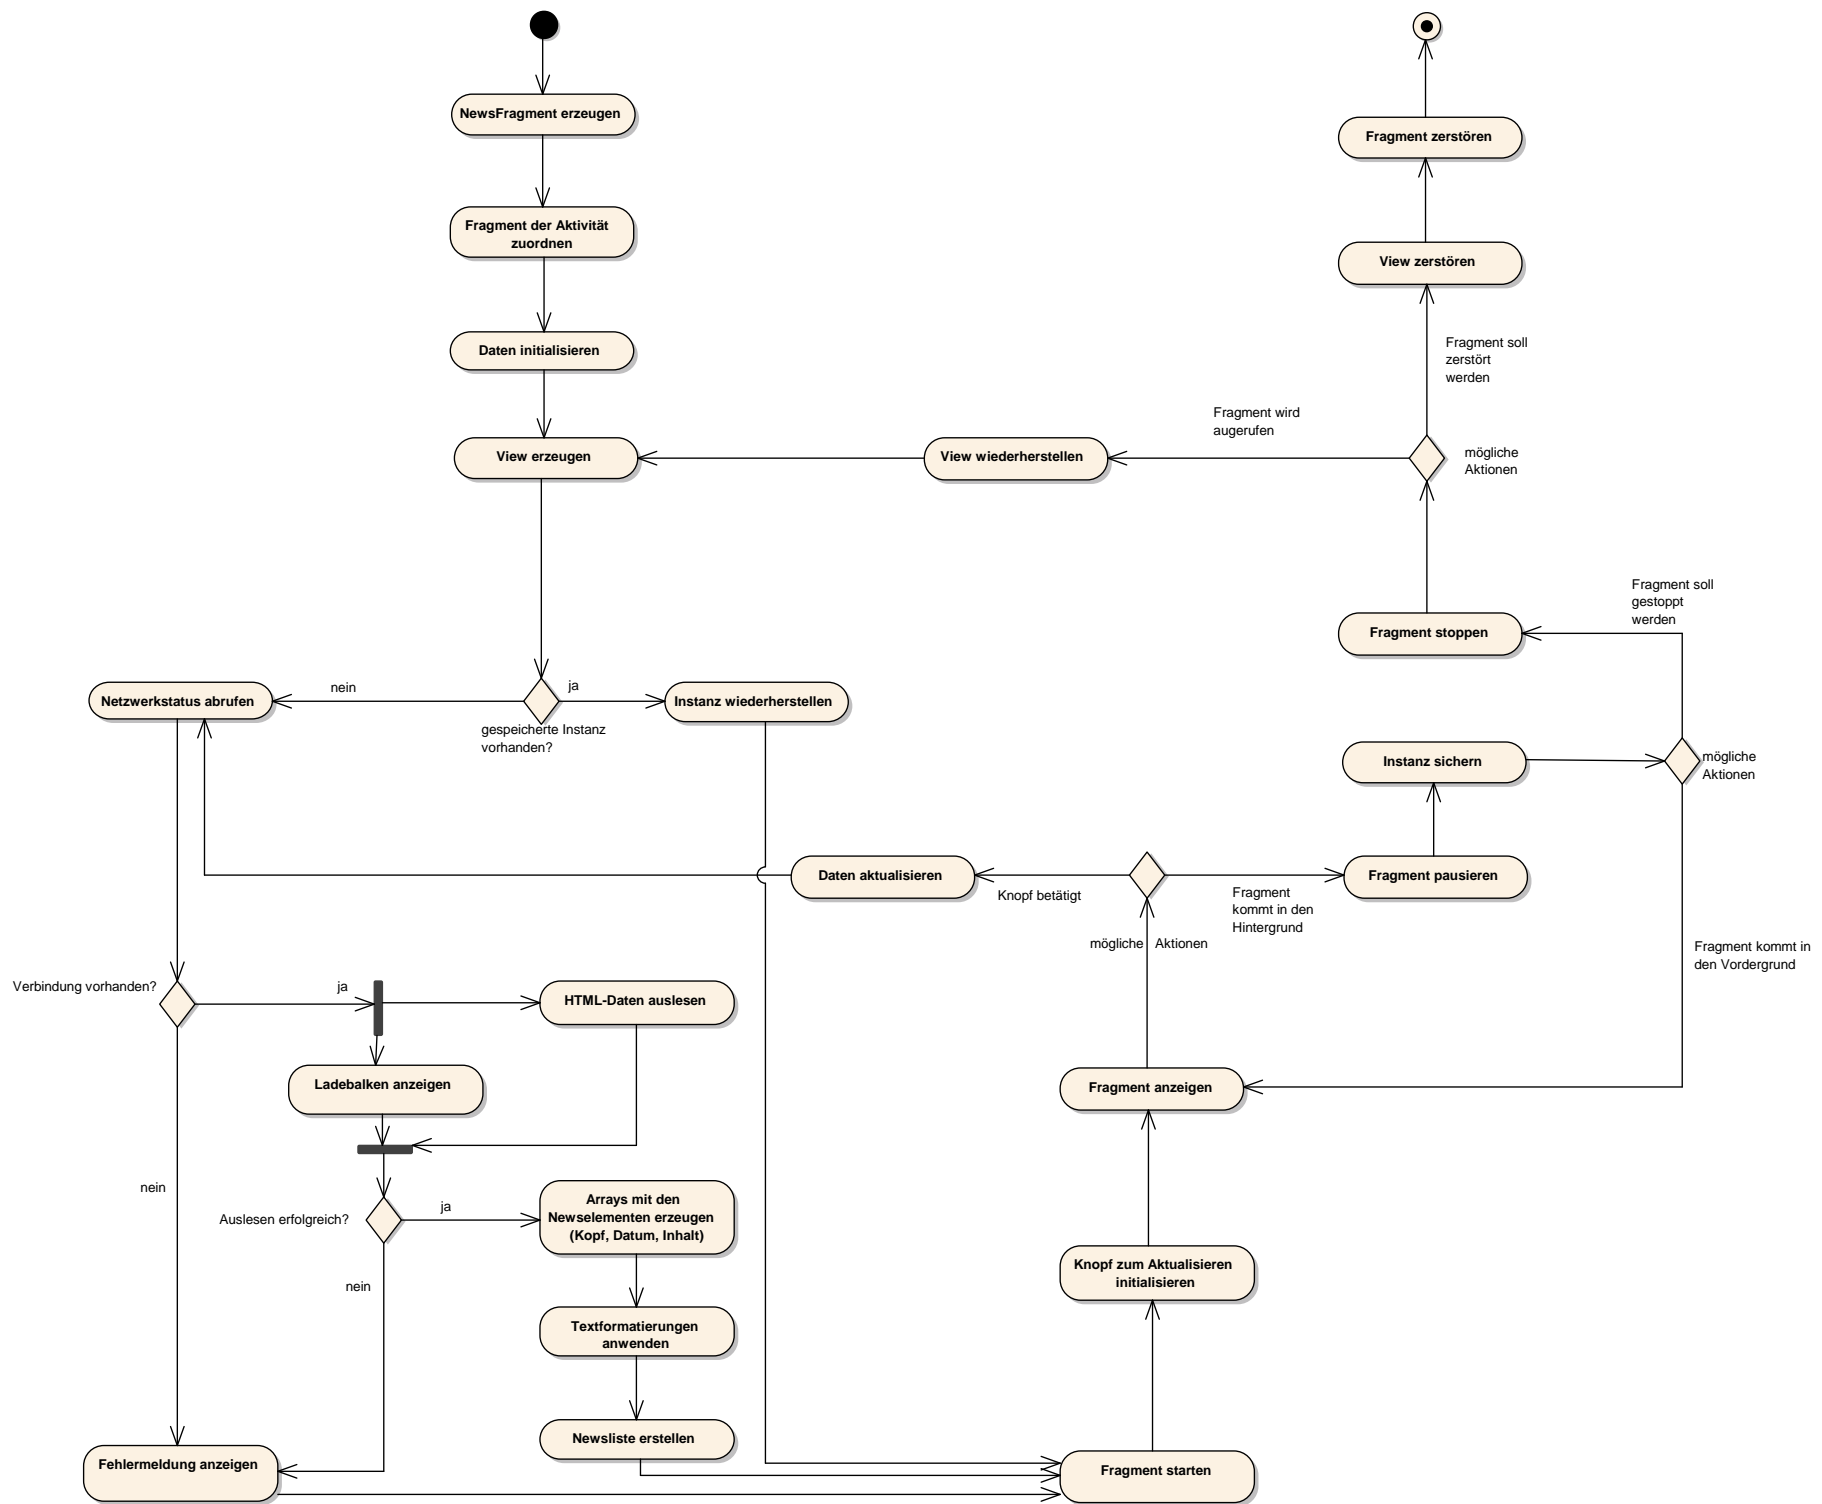 NewsFragment erzeugen
Fragment zerstören
Fragment der Aktivität
zuordnen
View zerstören
Daten initialisieren
Fragment soll
zerstört
werden
Fragment wird
augerufen
View erzeugen
View wiederherstellen
mögliche
Aktionen
Fragment soll
gestoppt
werden
Fragment stoppen
nein
ja
Netzwerkstatus abrufen
Instanz wiederherstellen
gespeicherte Instanz
vorhanden?
Instanz sichern
mögliche
Aktionen
Daten aktualisieren
Knopf betätigt
Fragment
kommt in den
Hintergrund
Fragment pausieren
mögliche Aktionen
Fragment kommt in
den Vordergrund
Verbindung vorhanden?
ja
HTML-Daten auslesen
Ladebalken anzeigen
Fragment anzeigen
nein
Auslesen erfolgreich?
ja
Arrays mit den
Newselementen erzeugen
(Kopf, Datum, Inhalt)
nein
Knopf zum Aktualisieren
initialisieren
Textformatierungen
anwenden
Newsliste erstellen
Fehlermeldung anzeigen
Fragment starten